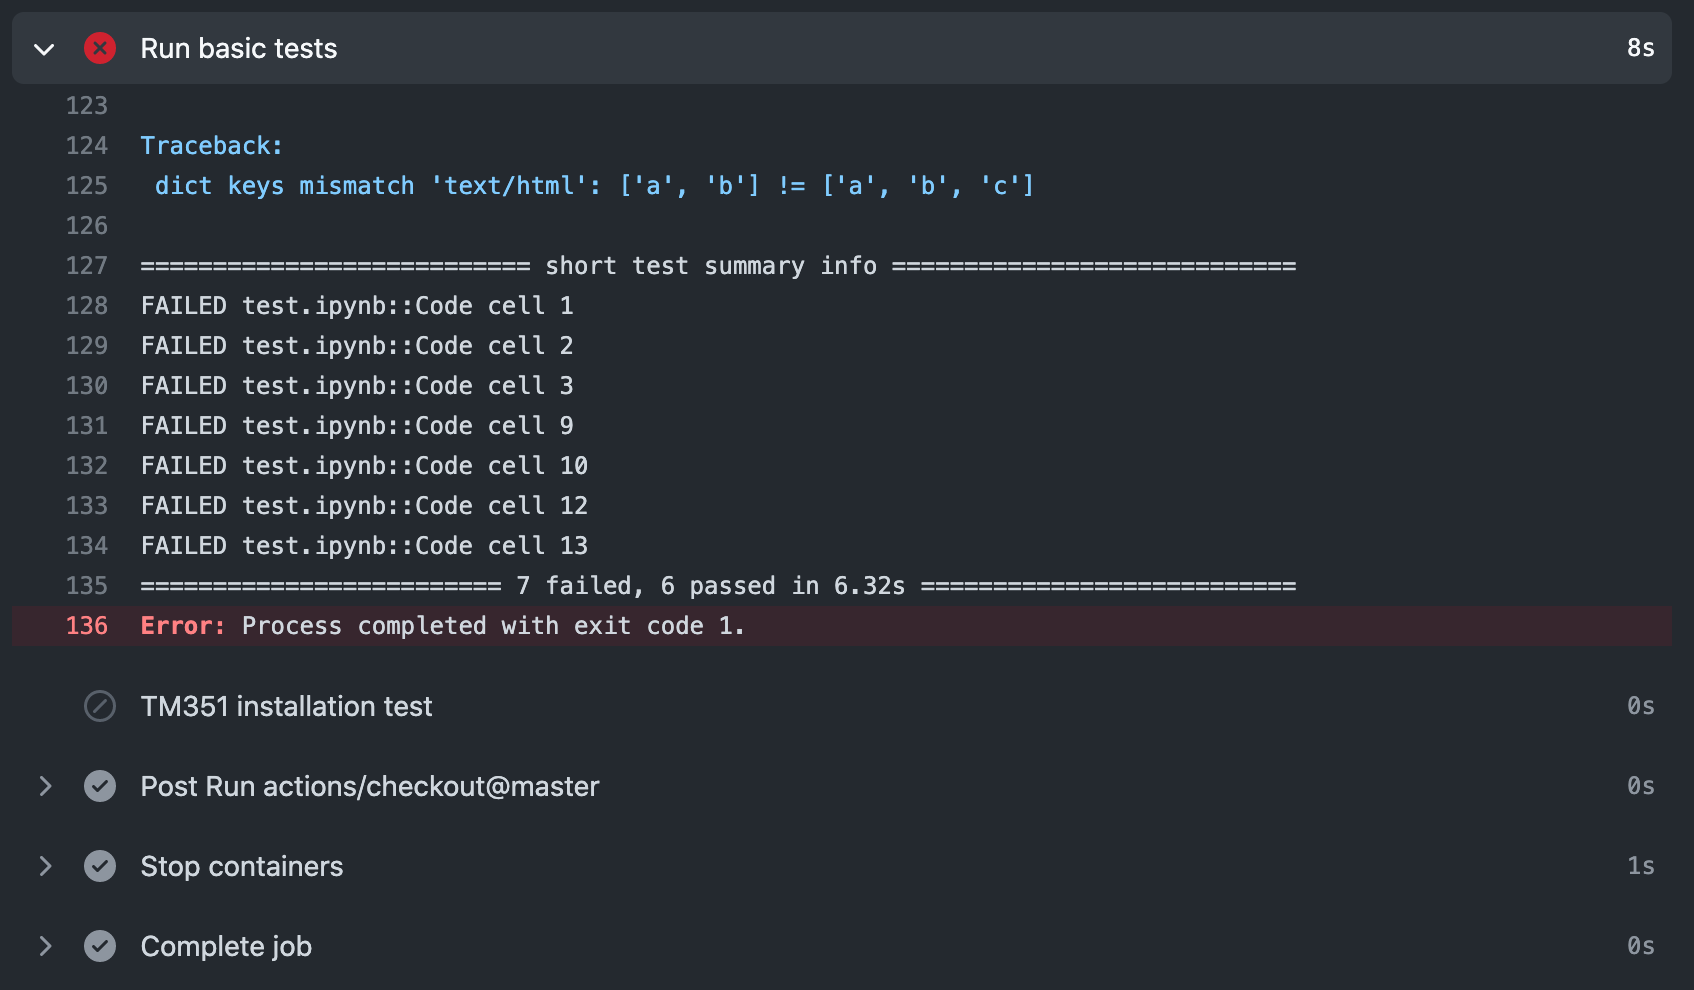 Run basic tests 8s
123
124 Traceback:
125  dict keys mismatch 'text/html': ['a', 'b'] != ['a', 'b', 'c']
126
127 =========================== short test summary info ============================
128 FAILED test.ipynb::Code cell 1
129 FAILED test.ipynb::Code cell 2
130 FAILED test.ipynb::Code cell 3
131 FAILED test.ipynb::Code cell 9
132 FAILED test.ipynb::Code cell 10
133 FAILED test.ipynb::Code cell 12
134 FAILED test.ipynb::Code cell 13
135 ========================= 7 failed, 6 passed in 6.32s ==========================
136 Error: Process completed with exit code 1.
TM351 installation test 0s
Post Run actions/checkout@master 0s
Stop containers 1s
Complete job 0s